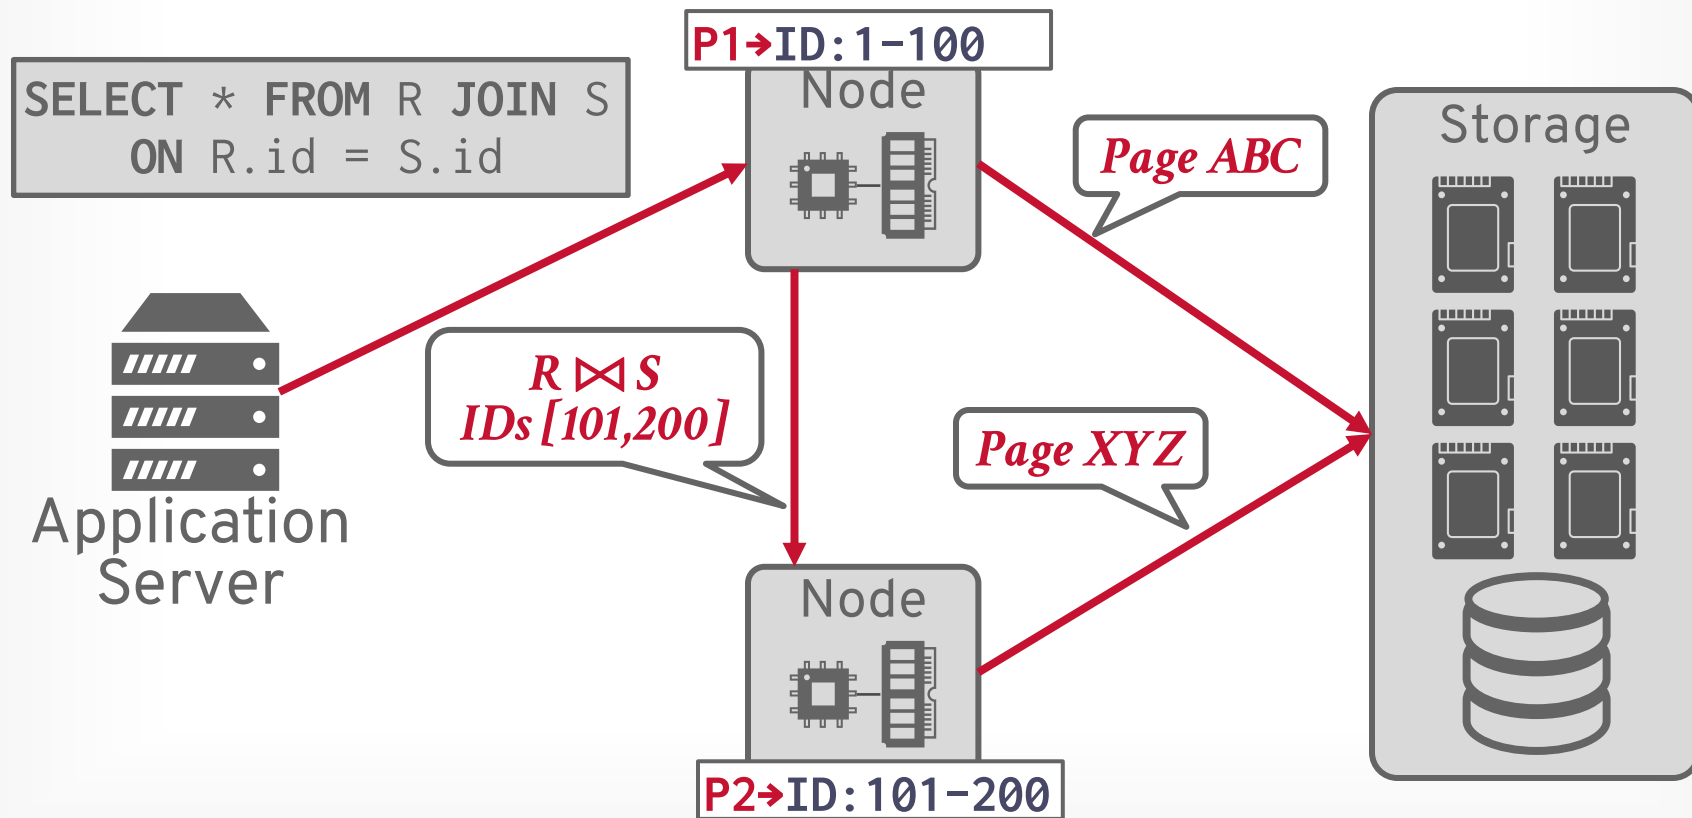 P1→ID:1-100
SELECT * FROM R JOIN S
ON R.id = S.id
Node
Page ABC
Storage
R ⋈ S
IDs [101,200]
Page XYZ
Application
Server
Node
P2→ID:101-200